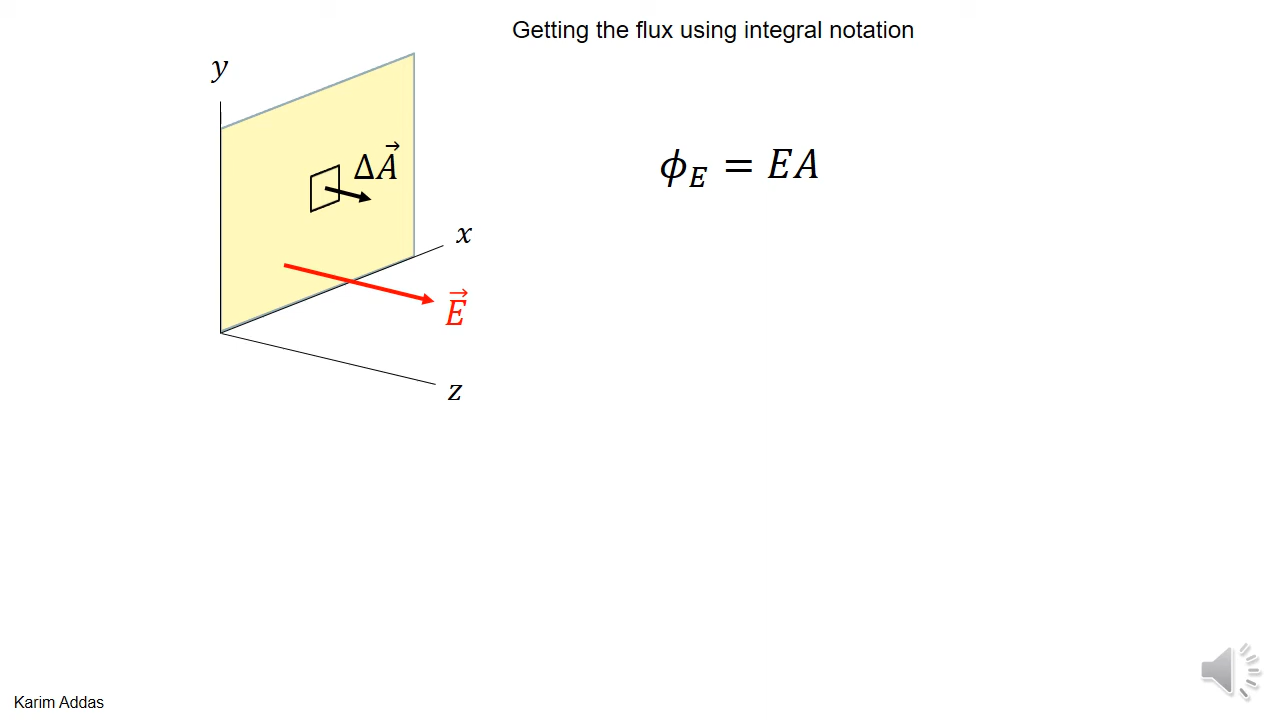 Getting the flux using integral notation
y
ΔA⃗
ϕ_E = EA
x
E⃗
z
Karim Addas